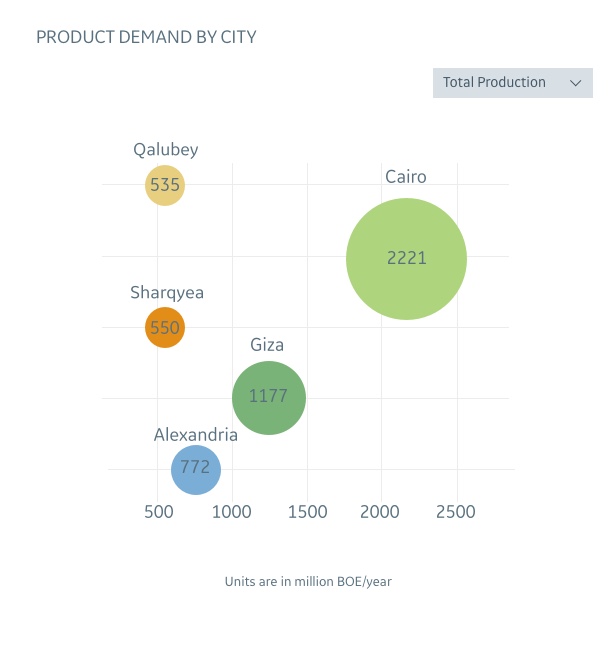 PRODUCT DEMAND BY CITY
Total Production
Qalubey
535
Cairo
2221
Sharqyea
550
Giza
1177
Alexandria
772
500 1000 1500 2000 2500
Units are in million BOE/year